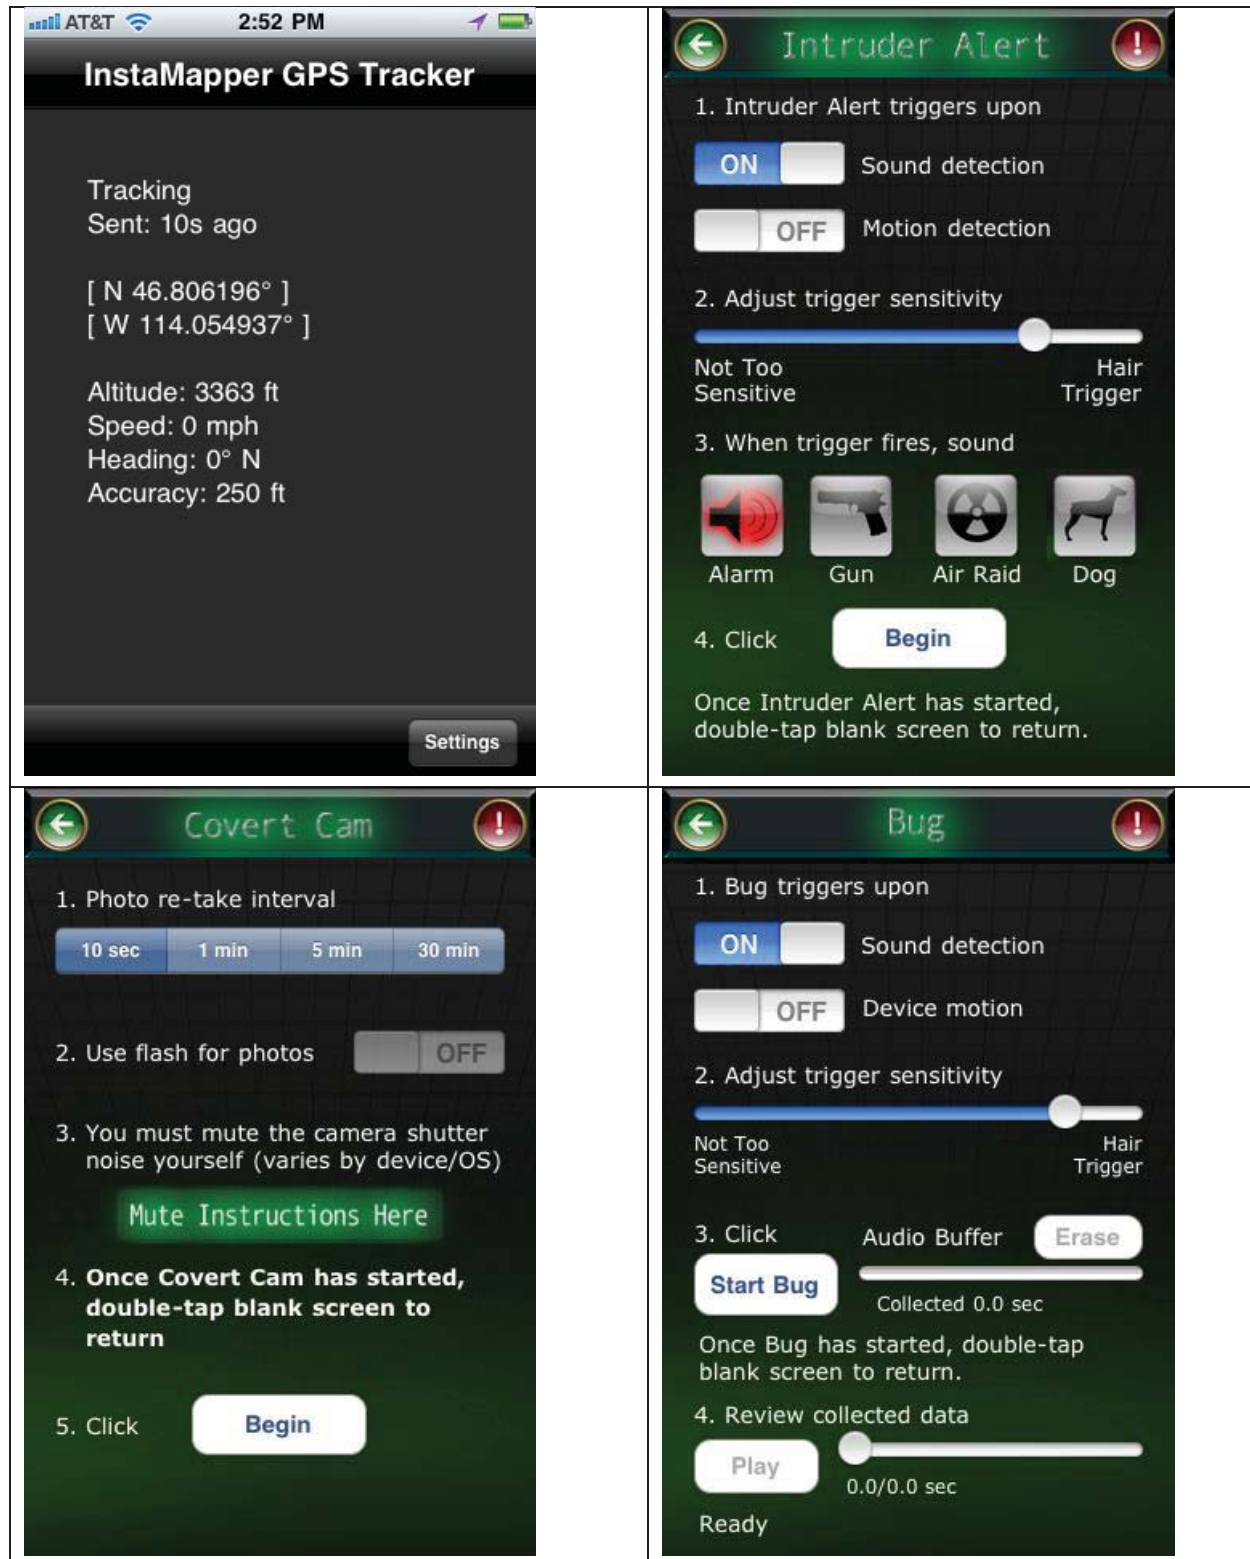 AT&T 2:52 PM
InstaMapper GPS Tracker
Tracking
Sent: 10s ago
[ N 46.806196° ]
[ W 114.054937° ]
Altitude: 3363 ft
Speed: 0 mph
Heading: 0° N
Accuracy: 250 ft
Settings
Intruder Alert
!
1. Intruder Alert triggers upon
ON Sound detection
OFF Motion detection
2. Adjust trigger sensitivity
Not Too Hair
Sensitive Trigger
3. When trigger fires, sound
Alarm Gun Air Raid Dog
4. Click Begin
Once Intruder Alert has started,
double-tap blank screen to return.
Covert Cam
!
1. Photo re-take interval
10 sec 1 min 5 min 30 min
2. Use flash for photos OFF
3. You must mute the camera shutter
noise yourself (varies by device/OS)
Mute Instructions Here
4. Once Covert Cam has started,
double-tap blank screen to
return
5. Click Begin
Bug
!
1. Bug triggers upon
ON Sound detection
OFF Device motion
2. Adjust trigger sensitivity
Not Too Hair
Sensitive Trigger
3. Click Audio Buffer Erase
Start Bug
Collected 0.0 sec
Once Bug has started, double-tap
blank screen to return.
4. Review collected data
Play
0.0/0.0 sec
Ready